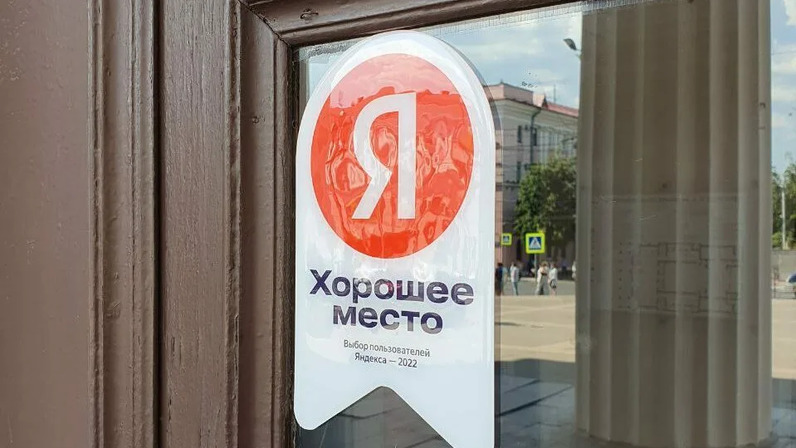 Я
Хорошее
место
Выбор пользователей
Яндекса — 2022